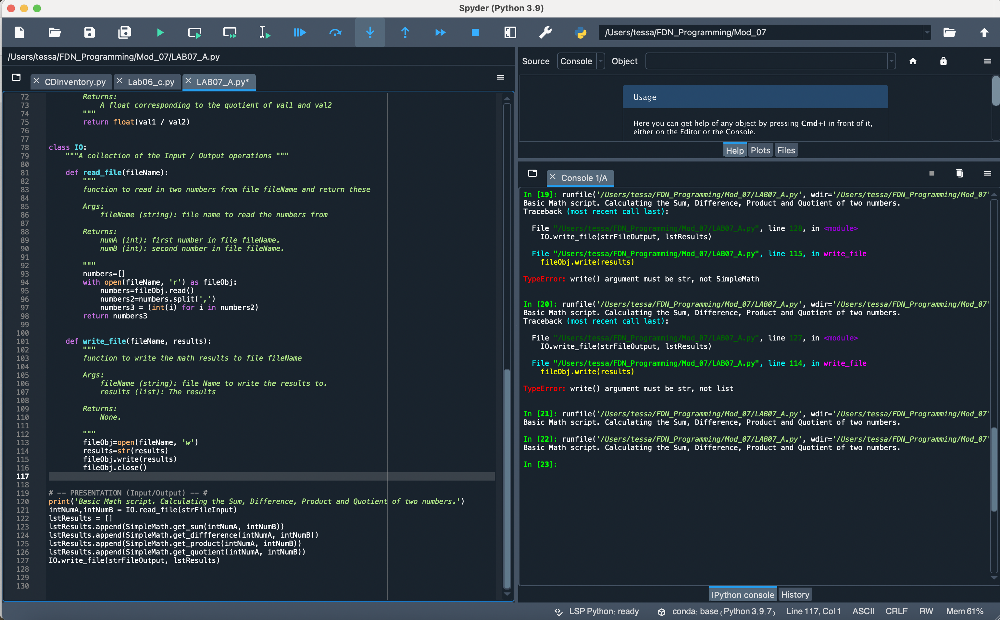 Spyder (Python 3.9)
/Users/tessa/FDN_Programming/Mod_07
/Users/tessa/FDN_Programming/Mod_07/LAB07_A.py
CDInventory.py
Lab06_c.py
LAB07_A.py*
72 Returns:
73 A float corresponding to the quotient of val1 and val2
74 """
75 return float(val1 / val2)
76
77
78 class IO:
79 """A collection of the Input / Output operations """
80
81 def read_file(fileName):
82 """
83 function to read in two numbers from file fileName and return these
84
85 Args:
86 fileName (string): file name to read the numbers from
87
88 Returns:
89 numA (int): first number in file fileName.
90 numB (int): second number in file fileName.
91
92 """
93 numbers=[]
94 with open(fileName, 'r') as fileObj:
95 numbers=fileObj.read()
96 numbers2=numbers.split(',')
97 numbers3 = (int(i) for i in numbers2)
98 return numbers3
99
100
101 def write_file(fileName, results):
102 """
103 function to write the math results to file fileName
104
105 Args:
106 fileName (string): file Name to write the results to.
107 results (list): The results
108
109 Returns:
110 None.
111
112 """
113 fileObj=open(fileName, 'w')
114 results=str(results)
115 fileObj.write(results)
116 fileObj.close()
117
118
119 # -- PRESENTATION (Input/Output) -- #
120 print('Basic Math script. Calculating the Sum, Difference, Product and Quotient of two numbers.')
121 intNumA,intNumB = IO.read_file(strFileInput)
122 lstResults = []
123 lstResults.append(SimpleMath.get_sum(intNumA, intNumB))
124 lstResults.append(SimpleMath.get_diffference(intNumA, intNumB))
125 lstResults.append(SimpleMath.get_product(intNumA, intNumB))
126 lstResults.append(SimpleMath.get_quotient(intNumA, intNumB))
127 IO.write_file(strFileOutput, lstResults)
128
129
130
Source Console Object
Usage
Here you can get help of any object by pressing Cmd+I in front of it,
either on the Editor or the Console.
Help Plots Files
Console 1/A
In [19]: runfile('/Users/tessa/FDN_Programming/Mod_07/LAB07_A.py', wdir='/Users/tessa/FDN_Programming/Mod_07'
Basic Math script. Calculating the Sum, Difference, Product and Quotient of two numbers.
Traceback (most recent call last):
File "/Users/tessa/FDN_Programming/Mod_07/LAB07_A.py", line 128, in <module>
IO.write_file(strFileOutput, lstResults)
File "/Users/tessa/FDN_Programming/Mod_07/LAB07_A.py", line 115, in write_file
fileObj.write(results)
TypeError: write() argument must be str, not SimpleMath
In [20]: runfile('/Users/tessa/FDN_Programming/Mod_07/LAB07_A.py', wdir='/Users/tessa/FDN_Programming/Mod_07'
Basic Math script. Calculating the Sum, Difference, Product and Quotient of two numbers.
Traceback (most recent call last):
File "/Users/tessa/FDN_Programming/Mod_07/LAB07_A.py", line 127, in <module>
IO.write_file(strFileOutput, lstResults)
File "/Users/tessa/FDN_Programming/Mod_07/LAB07_A.py", line 114, in write_file
fileObj.write(results)
TypeError: write() argument must be str, not list
In [21]: runfile('/Users/tessa/FDN_Programming/Mod_07/LAB07_A.py', wdir='/Users/tessa/FDN_Programming/Mod_07'
Basic Math script. Calculating the Sum, Difference, Product and Quotient of two numbers.
In [22]: runfile('/Users/tessa/FDN_Programming/Mod_07/LAB07_A.py', wdir='/Users/tessa/FDN_Programming/Mod_07'
Basic Math script. Calculating the Sum, Difference, Product and Quotient of two numbers.
In [23]:
IPython console History
LSP Python: ready conda: base (Python 3.9.7) Line 117, Col 1 ASCII CRLF RW Mem 61%